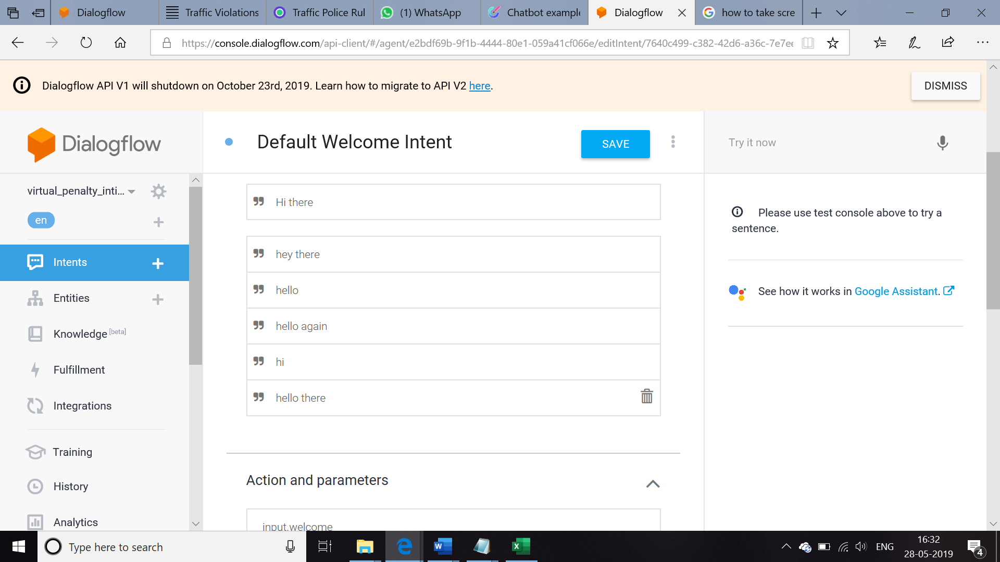 Dialogflow
Traffic Violations
Traffic Police Rul
(1) WhatsApp
Chatbot example
Dialogflow
how to take scre
https://console.dialogflow.com/api-client/#/agent/e2bdf69b-9f1b-4444-80e1-059a41cf066e/editIntent/7640c499-c382-42d6-a36c-7e7ee
Dialogflow API V1 will shutdown on October 23rd, 2019. Learn how to migrate to API V2 here.
DISMISS
Dialogflow
Default Welcome Intent
SAVE
Try it now
virtual_penalty_inti...
en
Intents
Entities
Knowledge [beta]
Fulfillment
Integrations
Training
History
Analytics
Hi there
hey there
hello
hello again
hi
hello there
Action and parameters
input.welcome
Please use test console above to try a
sentence.
See how it works in Google Assistant.
Type here to search
W
X
ENG
16:32
28-05-2019
4